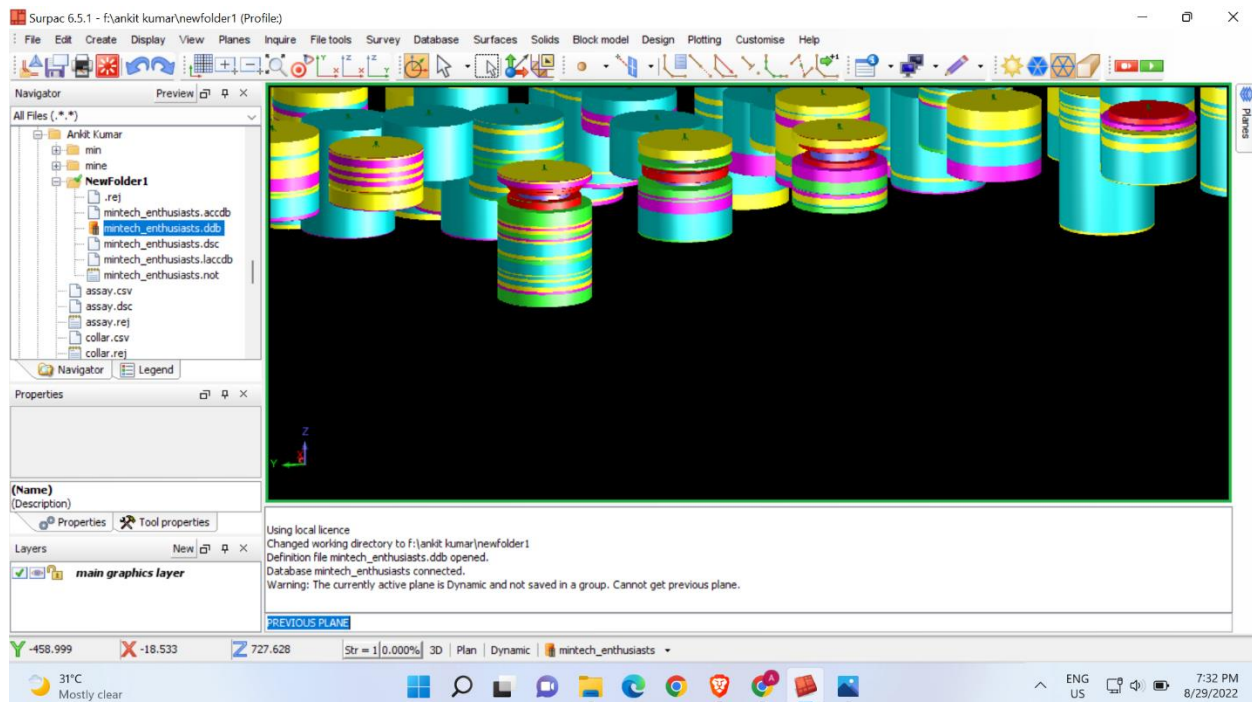 Surpac 6.5.1 - f:\ankit kumar\newfolder1 (Profile:)
File Edit Create Display View Planes Inquire File tools Survey Database Surfaces Solids Block model Design Plotting Customise Help
Navigator Preview
All Files (.*.*)
Ankit Kumar
min
mine
NewFolder1
.rej
mintech_enthusiasts.accdb
mintech_enthusiasts.ddb
mintech_enthusiasts.dsc
mintech_enthusiasts.laccdb
mintech_enthusiasts.not
assay.csv
assay.dsc
assay.rej
collar.csv
collar.rej
Navigator Legend
Properties
(Name)
(Description)
Properties Tool properties
Layers New
main graphics layer
Planes
Z
Y
X
Using local licence
Changed working directory to f:\ankit kumar\newfolder1
Definition file mintech_enthusiasts.ddb opened.
Database mintech_enthusiasts connected.
Warning: The currently active plane is Dynamic and not saved in a group. Cannot get previous plane.
PREVIOUS PLANE
Y -458.999 X -18.533 Z 727.628 Str = 1 0.000% 3D Plan Dynamic mintech_enthusiasts
31°C
Mostly clear
ENG
US
7:32 PM
8/29/2022